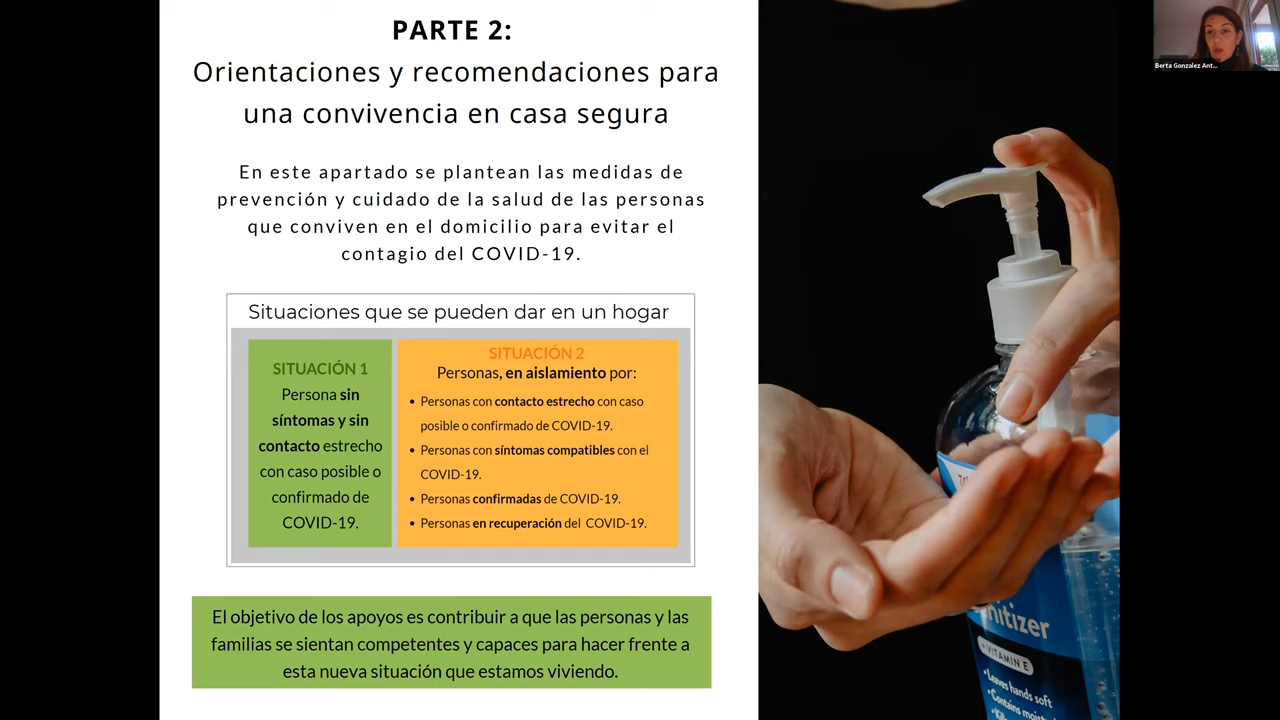 PARTE 2:
Orientaciones y recomendaciones para
una convivencia en casa segura
En este apartado se plantean las medidas de
prevención y cuidado de la salud de las personas
que conviven en el domicilio para evitar el
contagio del COVID-19.
Situaciones que se pueden dar en un hogar
SITUACIÓN 1
Persona sin
síntomas y sin
contacto estrecho
con caso posible o
confirmado de
COVID-19.
SITUACIÓN 2
Personas, en aislamiento por:
• Personas con contacto estrecho con caso
posible o confirmado de COVID-19.
• Personas con síntomas compatibles con el
COVID-19.
• Personas confirmadas de COVID-19.
• Personas en recuperación del COVID-19.
El objetivo de los apoyos es contribuir a que las personas y las
familias se sientan competentes y capaces para hacer frente a
esta nueva situación que estamos viviendo.
Berta Gonzalez Ant...
nitizer
+ VITAMIN E
• Leaves hands soft
• Contains